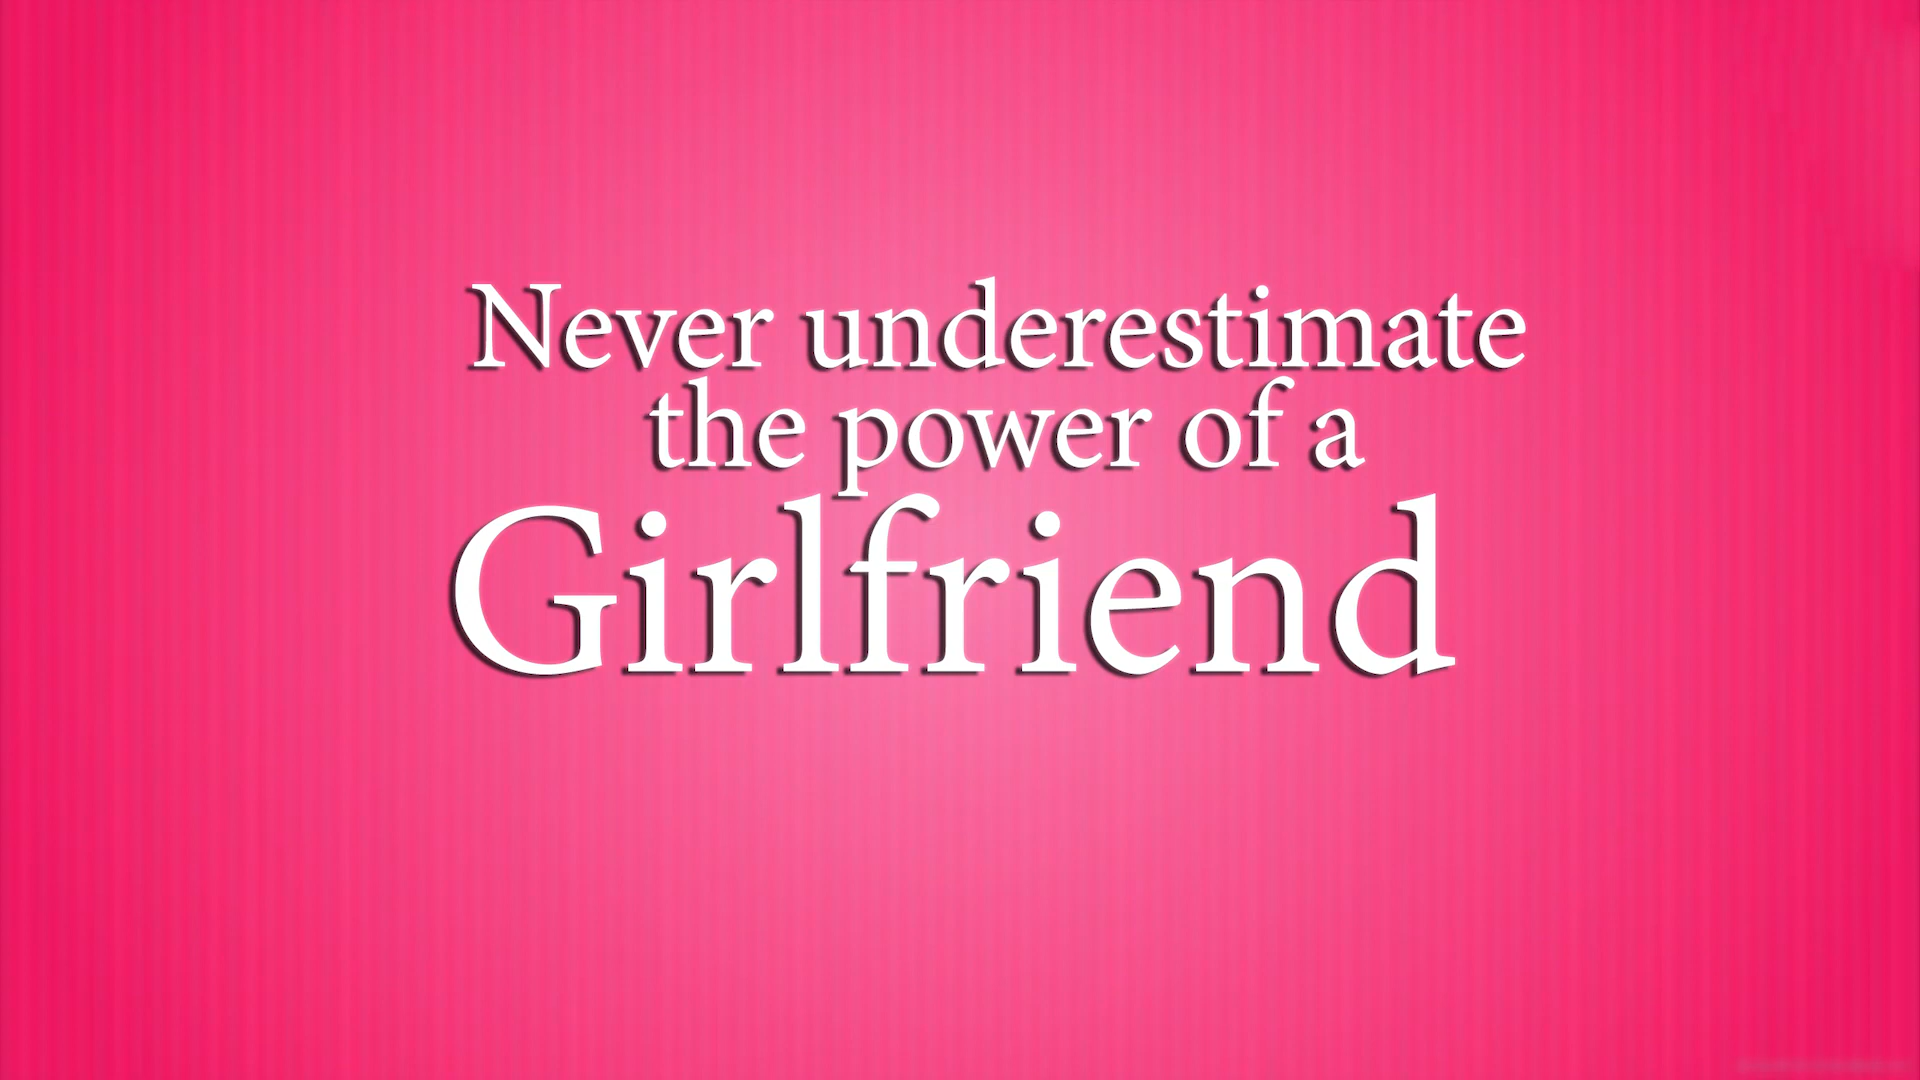 Never underestimate
the power of a
Girlfriend